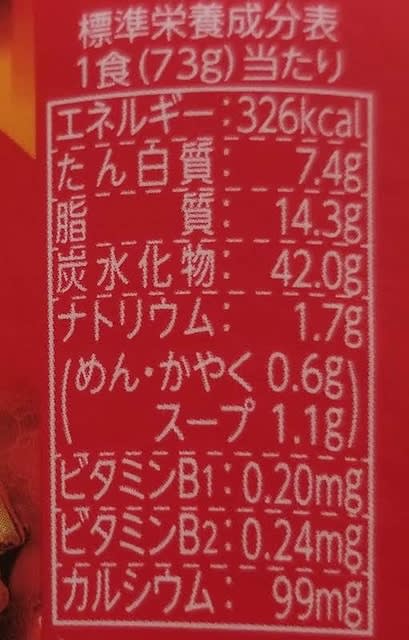 標準栄養成分表
1食(73g)当たり
エネルギー:326kcal
たん白質: 7.4g
脂質: 14.3g
炭水化物: 42.0g
ナトリウム: 1.7g
(めん・かやく 0.6g
スープ 1.1g)
ビタミンB1:0.20mg
ビタミンB2:0.24mg
カルシウム: 99mg